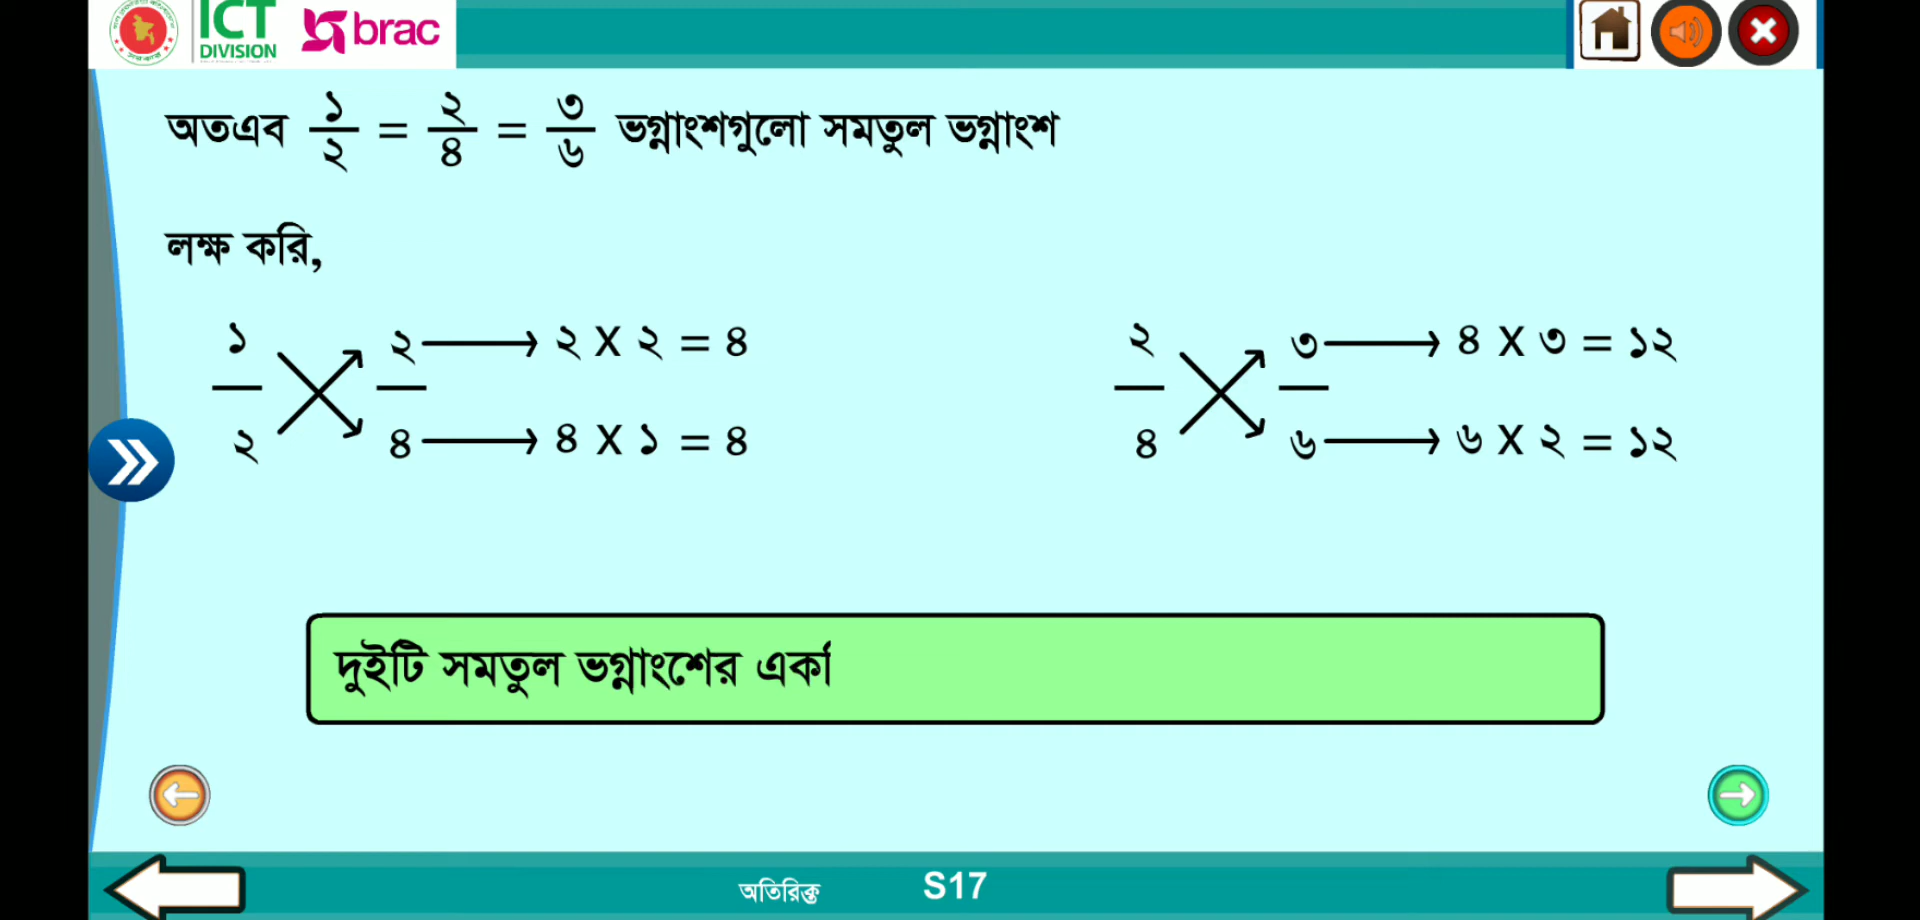 ICT
DIVISION
brac
অতএব ১/২ = ২/৪ = ৩/৬ ভগ্নাংশগুলো সমতুল ভগ্নাংশ
লক্ষ করি,
১ ২ → ২ X ২ = ৪
২ ৪ → ৪ X ১ = ৪
২ ৩ → ৪ X ৩ = ১২
৪ ৬ → ৬ X ২ = ১২
দুইটি সমতুল ভগ্নাংশের একা
অতিরিক্ত S17